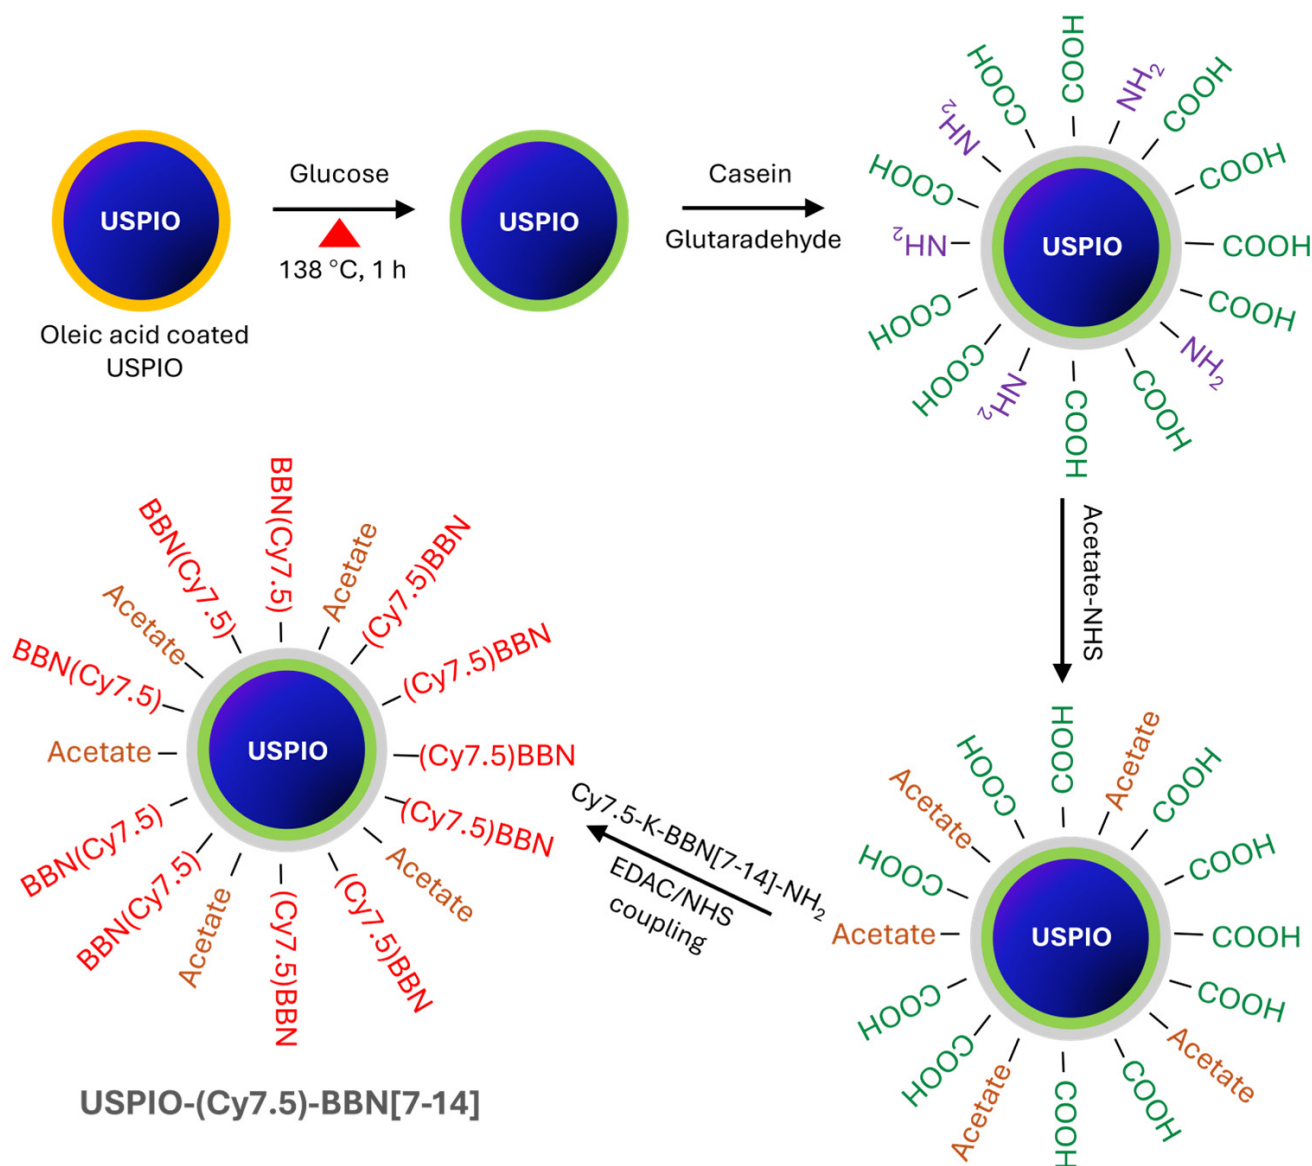 USPIO
Oleic acid coated
USPIO
Glucose
138 °C, 1 h
USPIO
Casein
Glutaradehyde
USPIO
COOH
NH₂
COOH
COOH
COOH
COOH
NH₂
COOH
COOH
NH₂
COOH
COOH
NH₂
COOH
NH₂
COOH
Acetate-NHS
USPIO
COOH
Acetate
COOH
COOH
COOH
COOH
Acetate
COOH
COOH
Acetate
COOH
COOH
Acetate
COOH
Acetate
COOH
Cy7.5-K-BBN[7-14]-NH₂
EDAC/NHS
coupling
USPIO
BBN(Cy7.5)
Acetate
(Cy7.5)BBN
(Cy7.5)BBN
(Cy7.5)BBN
(Cy7.5)BBN
Acetate
(Cy7.5)BBN
(Cy7.5)BBN
Acetate
BBN(Cy7.5)
BBN(Cy7.5)
Acetate
BBN(Cy7.5)
Acetate
BBN(Cy7.5)
USPIO-(Cy7.5)-BBN[7-14]